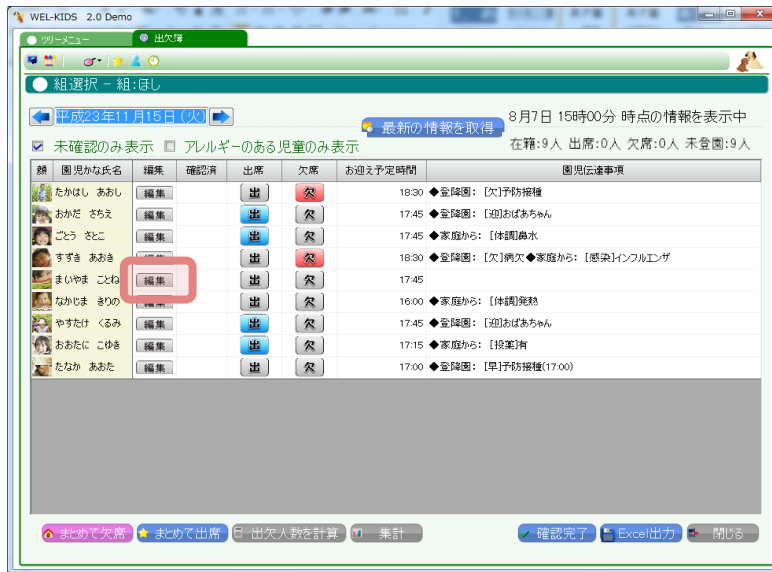 WEL-KIDS 2.0 Demo
ツリーメニュー 出欠簿
組選択 - 組:ほし
平成23年11月15日(火) 最新の情報を取得 8月7日 15時00分 時点の情報を表示中
未確認のみ表示 アレルギーのある児童のみ表示 在籍:9人 出席:0人 欠席:0人 未登園:9人
顔 園児かな氏名 編集 確認済 出席 欠席 お迎え予定時間 園児伝達事項
たかはし あおし 編集 出 欠 18:30 ◆登降園: [欠]予防接種
おかだ さちえ 編集 出 欠 17:45 ◆登降園: [迎]おばあちゃん
ごとう さとこ 編集 出 欠 17:45 ◆家庭から: [体調]鼻水
すずき あおき 編集 出 欠 18:30 ◆登降園: [欠]病欠◆家庭から: [感染]インフルエンザ
まいやま ことね 編集 出 欠 17:45
なかじま きりの 編集 出 欠 16:00 ◆家庭から: [体調]発熱
やすたけ くるみ 編集 出 欠 17:45 ◆登降園: [迎]おばあちゃん
おおたに こゆき 編集 出 欠 17:15 ◆家庭から: [投薬]有
たなか あおた 編集 出 欠 17:00 ◆登降園: [早]予防接種(17:00)
まとめて欠席 まとめて出席 出欠人数を計算 集計 確認完了 Excel出力 閉じる